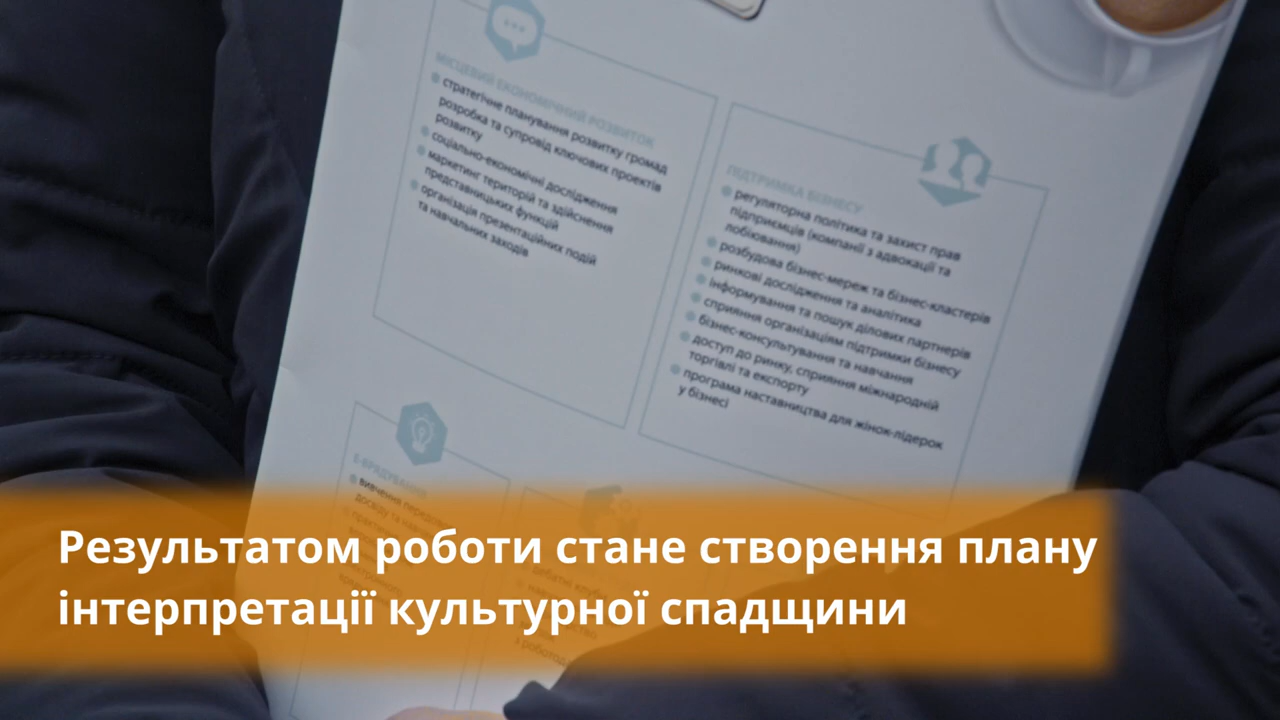 МІСЦЕВИЙ ЕКОНОМІЧНИЙ РОЗВИТОК
стратегічне планування розвитку громад
розробка та супровід ключових проектів
розвитку
соціально-економічні дослідження
маркетинг територій та здійснення
представницьких функцій
організація презентаційних подій
та навчальних заходів
ПІДТРИМКА БІЗНЕСУ
регуляторна політика та захист прав
підприємців (компанії з адвокації та
лобіювання)
розбудова бізнес-мереж та бізнес-кластерів
ринкові дослідження та аналітика
інформування та пошук ділових партнерів
сприяння організаціям підтримки бізнесу
бізнес-консультування та навчання
доступ до ринку, сприяння міжнародній
торгівлі та експорту
програма наставництва для жінок-лідерок
у бізнесі
Е-ВРЯДУВАННЯ
вивчення
досвіду та
Результатом роботи стане створення плану
інтерпретації культурної спадщини